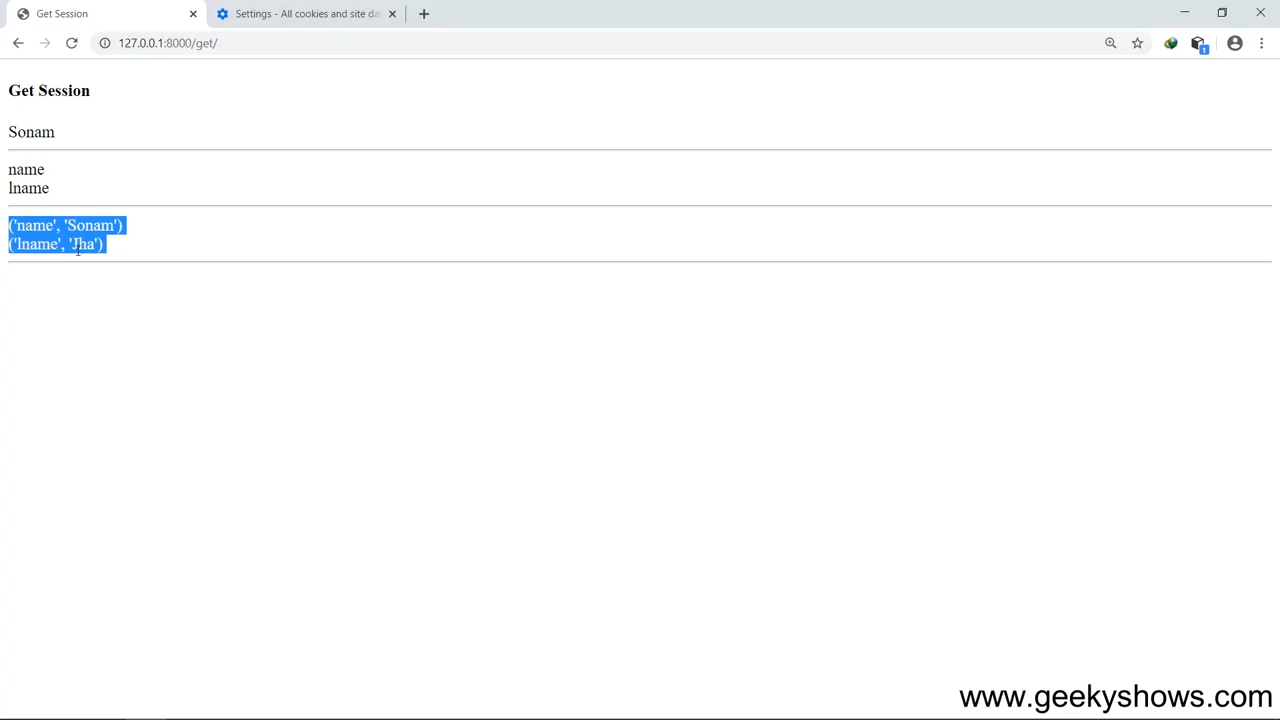 Get Session
Settings - All cookies and site da
127.0.0.1:8000/get/
1
Get Session
Sonam
name
lname
('name', 'Sonam')
('lname', 'Jha')
www.geekyshows.com